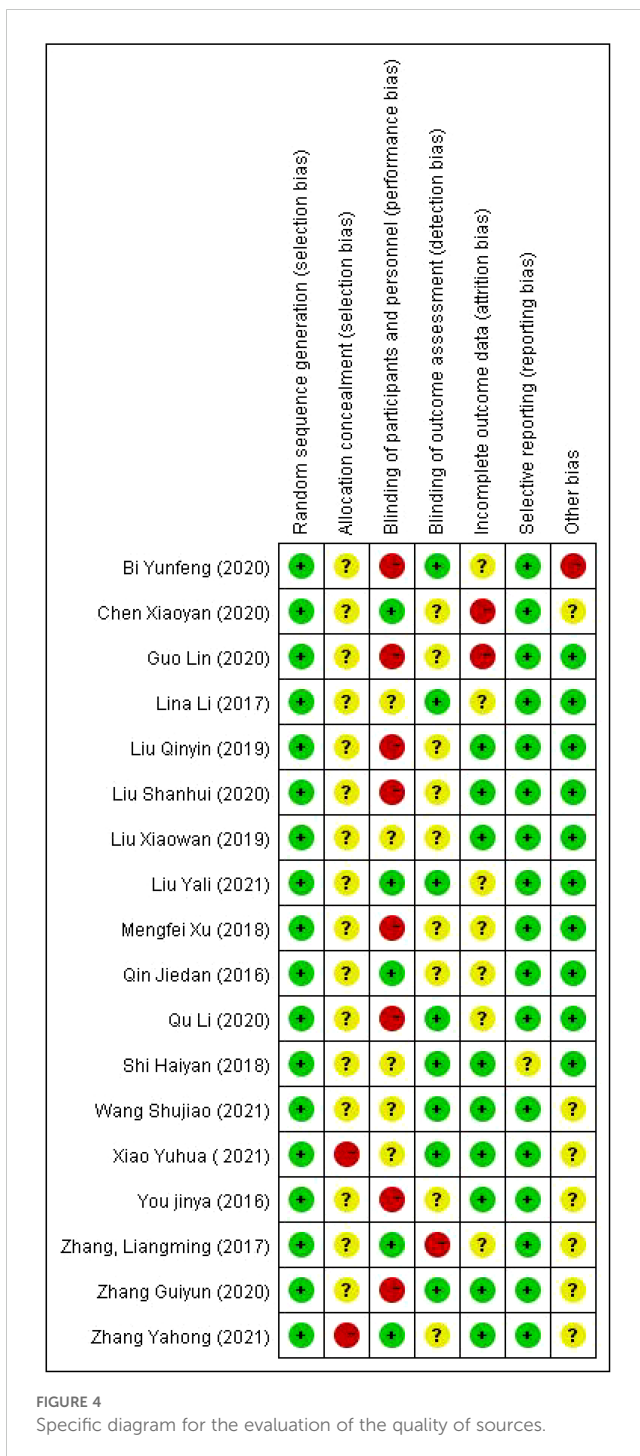 Random sequence generation (selection bias)
Allocation concealment (selection bias)
Blinding of participants and personnel (performance bias)
Blinding of outcome assessment (detection bias)
Incomplete outcome data (attrition bias)
Selective reporting (reporting bias)
Other bias
Bi Yunfeng (2020) + ? - + ? + -
Chen Xiaoyan (2020) + ? + ? - + ?
Guo Lin (2020) + ? - ? - + +
Lina Li (2017) + ? ? + ? + +
Liu Qinyin (2019) + ? - ? + + +
Liu Shanhui (2020) + ? - ? + + +
Liu Xiaowan (2019) + ? ? ? + + +
Liu Yali (2021) + ? + + ? + +
Mengfei Xu (2018) + ? - ? ? + +
Qin Jiedan (2016) + ? + ? ? + +
Qu Li (2020) + ? - + ? + +
Shi Haiyan (2018) + ? ? + + ? +
Wang Shujiao (2021) + ? ? + + + ?
Xiao Yuhua ( 2021) + - ? + + + ?
You jinya (2016) + ? - ? + + ?
Zhang, Liangming (2017) + ? + - ? + ?
Zhang Guiyun (2020) + ? - + + + ?
Zhang Yahong (2021) + - + ? + + ?
FIGURE 4
Specific diagram for the evaluation of the quality of sources.